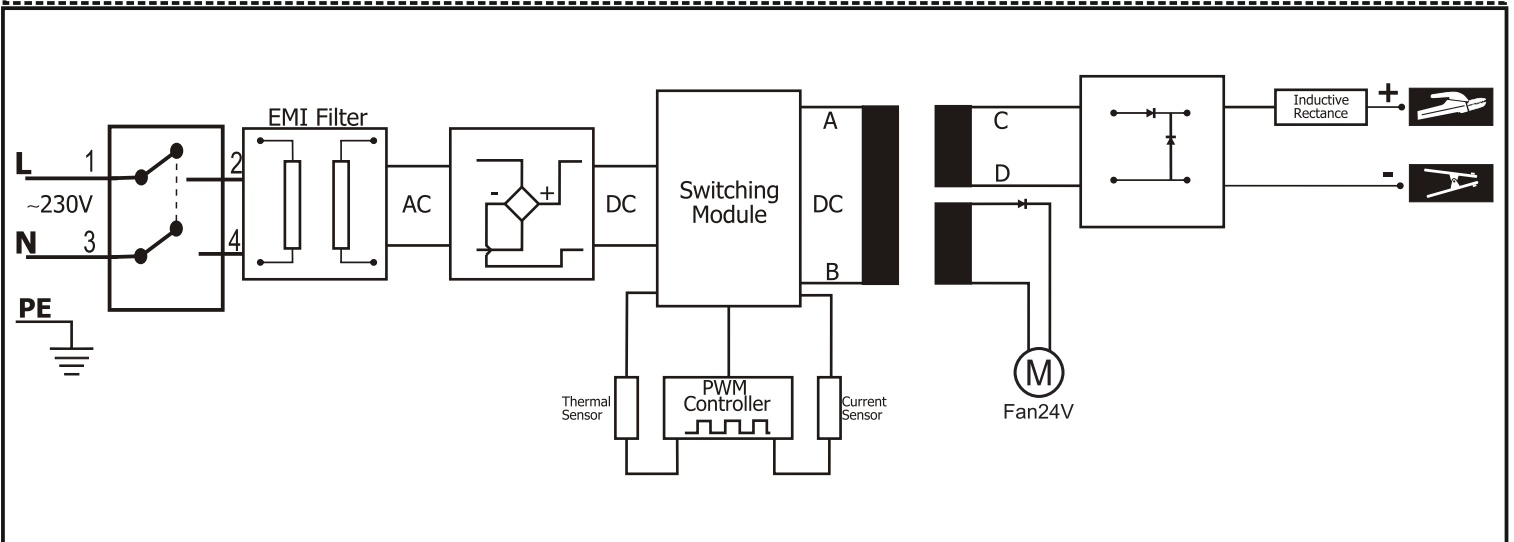 EMI Filter
L 1 2
~230V
N 3 4
PE
AC
- +
DC
Switching
Module
A
DC
B
C
D
Inductive
Rectance
+
-
Thermal
Sensor
PWM
Controller
Current
Sensor
M
Fan24V